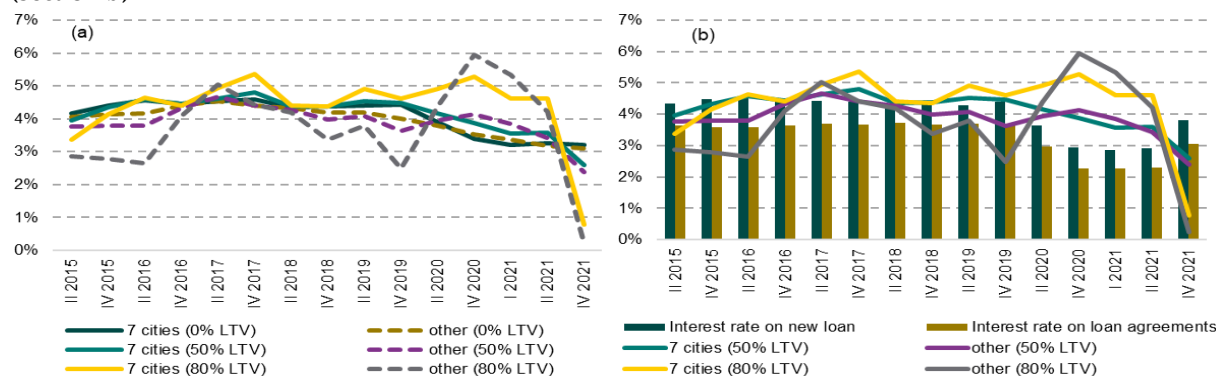 7% (a)
6%
5%
4%
3%
2%
1%
0%
II 2015 IV 2015 II 2016 IV 2016 II 2017 IV 2017 II 2018 IV 2018 II 2019 IV 2019 II 2020 IV 2020 I 2021 II 2021 IV 2021
7 cities (0% LTV) other (0% LTV)
7 cities (50% LTV) other (50% LTV)
7 cities (80% LTV) other (80% LTV)
7%
6% (b)
5%
4%
3%
2%
1%
0%
II 2015 IV 2015 II 2016 IV 2016 II 2017 IV 2017 II 2018 IV 2018 II 2019 IV 2019 II 2020 IV 2020 I 2021 II 2021 IV 2021
Interest rate on new loan Interest rate on loan agreements
7 cities (50% LTV) other (50% LTV)
7 cities (80% LTV) other (80% LTV)